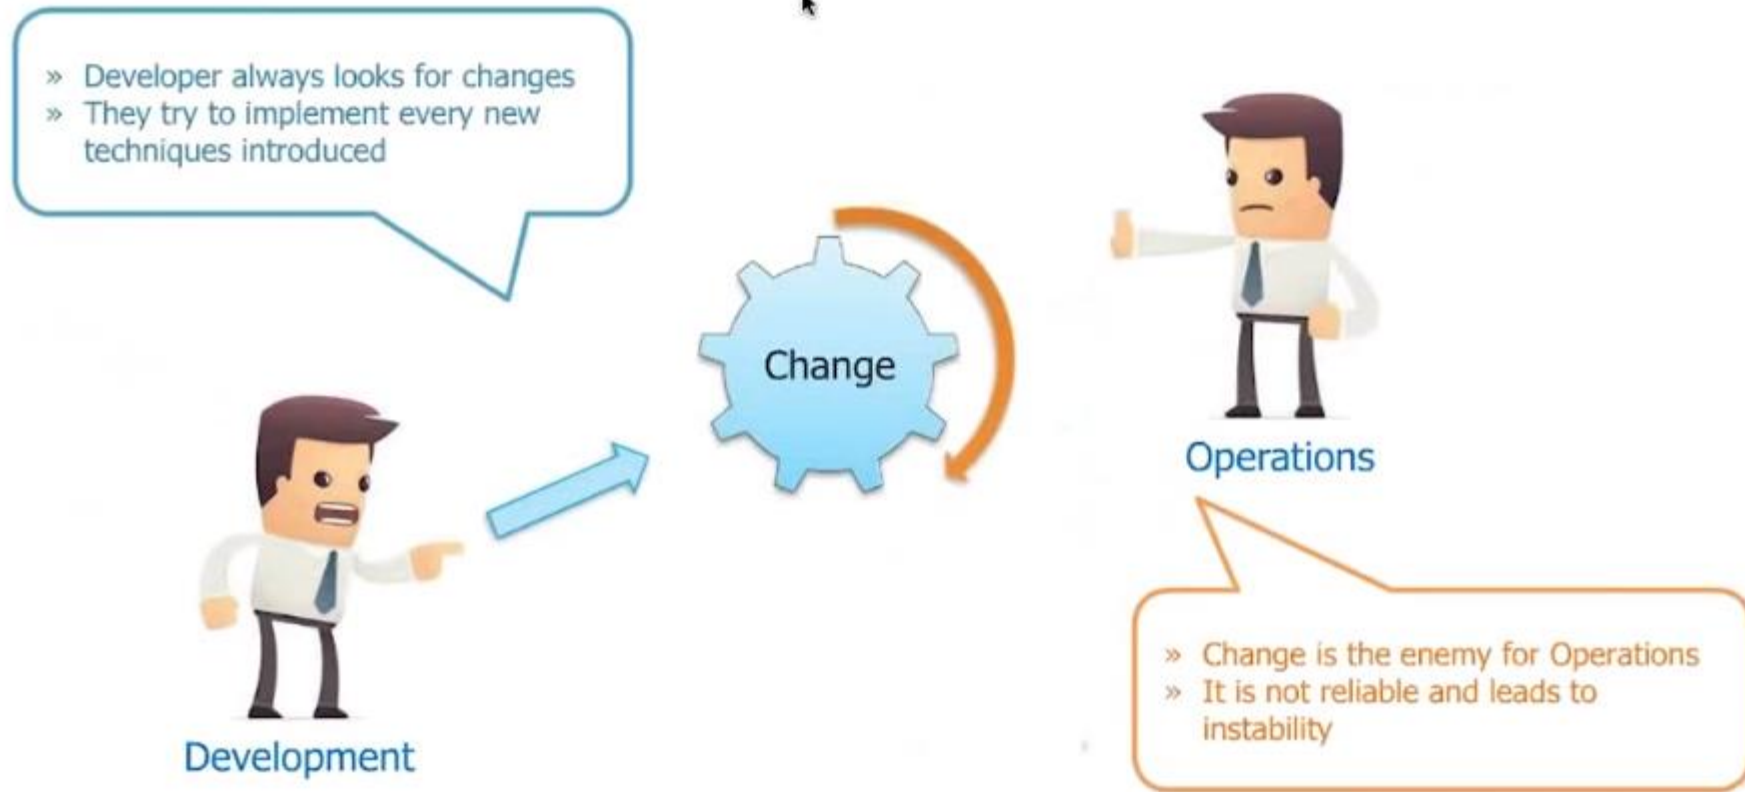 » Developer always looks for changes
» They try to implement every new
techniques introduced
Change
Operations
Development
» Change is the enemy for Operations
» It is not reliable and leads to
instability